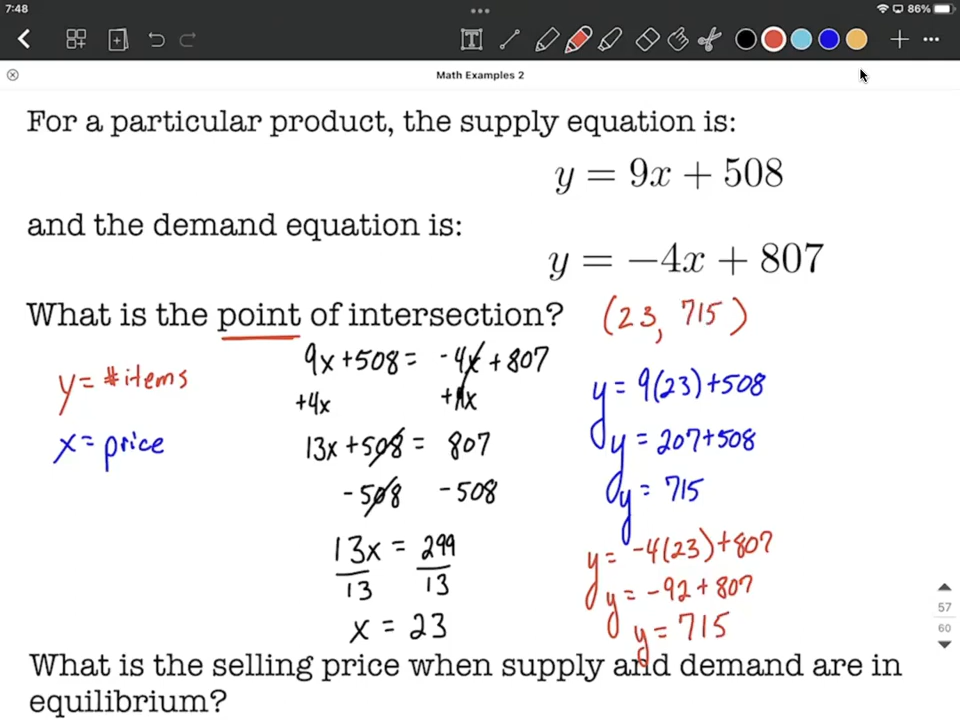 7:48
86%
Math Examples 2
For a particular product, the supply equation is:
y = 9x + 508
and the demand equation is:
y = −4x + 807
What is the point of intersection? (23, 715)
y = # items
x = price
9x + 508 = -4x + 807
+4x +4x
13x + 508 = 807
- 508 - 508
13x = 299
13 13
x = 23
y = 9(23) + 508
y = 207 + 508
y = 715
y = -4(23) + 807
y = -92 + 807
y = 715
57
60
What is the selling price when supply and demand are in
equilibrium?